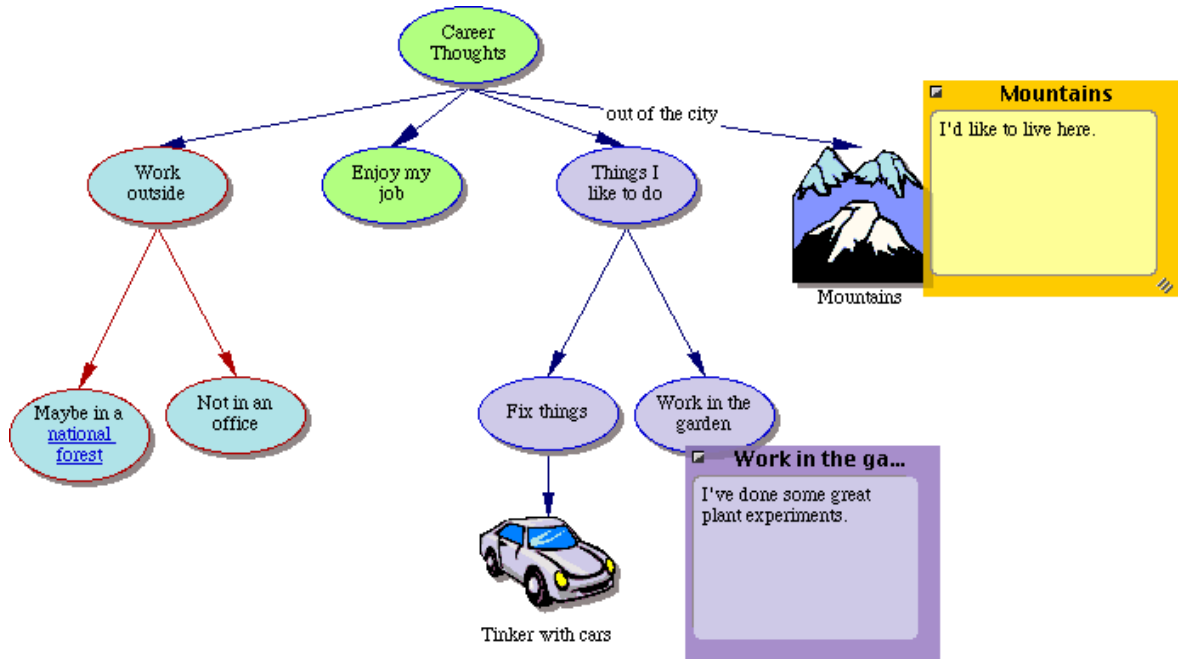 Career
Thoughts
out of the city
Mountains
I'd like to live here.
Work
outside
Enjoy my
job
Things I
like to do
Mountains
Maybe in a
national
forest
Not in an
office
Fix things
Work in the
garden
Work in the ga...
I've done some great
plant experiments.
Tinker with cars